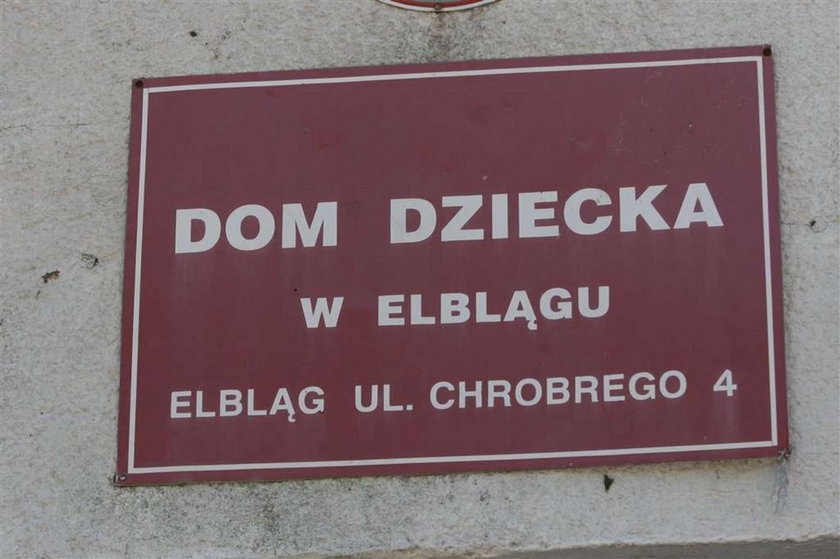 DOM DZIECKA
W ELBLĄGU
ELBLĄG UL. CHROBREGO 4